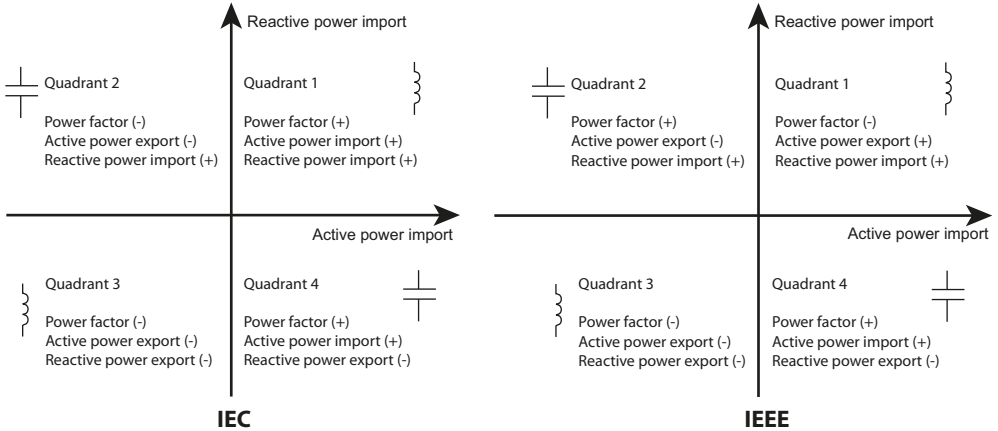 Reactive power import
Quadrant 2
Power factor (-)
Active power export (-)
Reactive power import (+)
Quadrant 1
Power factor (+)
Active power import (+)
Reactive power import (+)
Active power import
Quadrant 3
Power factor (-)
Active power export (-)
Reactive power export (-)
Quadrant 4
Power factor (+)
Active power import (+)
Reactive power export (-)
IEC
Reactive power import
Quadrant 2
Power factor (+)
Active power export (-)
Reactive power import (+)
Quadrant 1
Power factor (-)
Active power export (+)
Reactive power import (+)
Active power import
Quadrant 3
Power factor (-)
Active power export (-)
Reactive power export (-)
Quadrant 4
Power factor (+)
Active power import (+)
Reactive power export (-)
IEEE